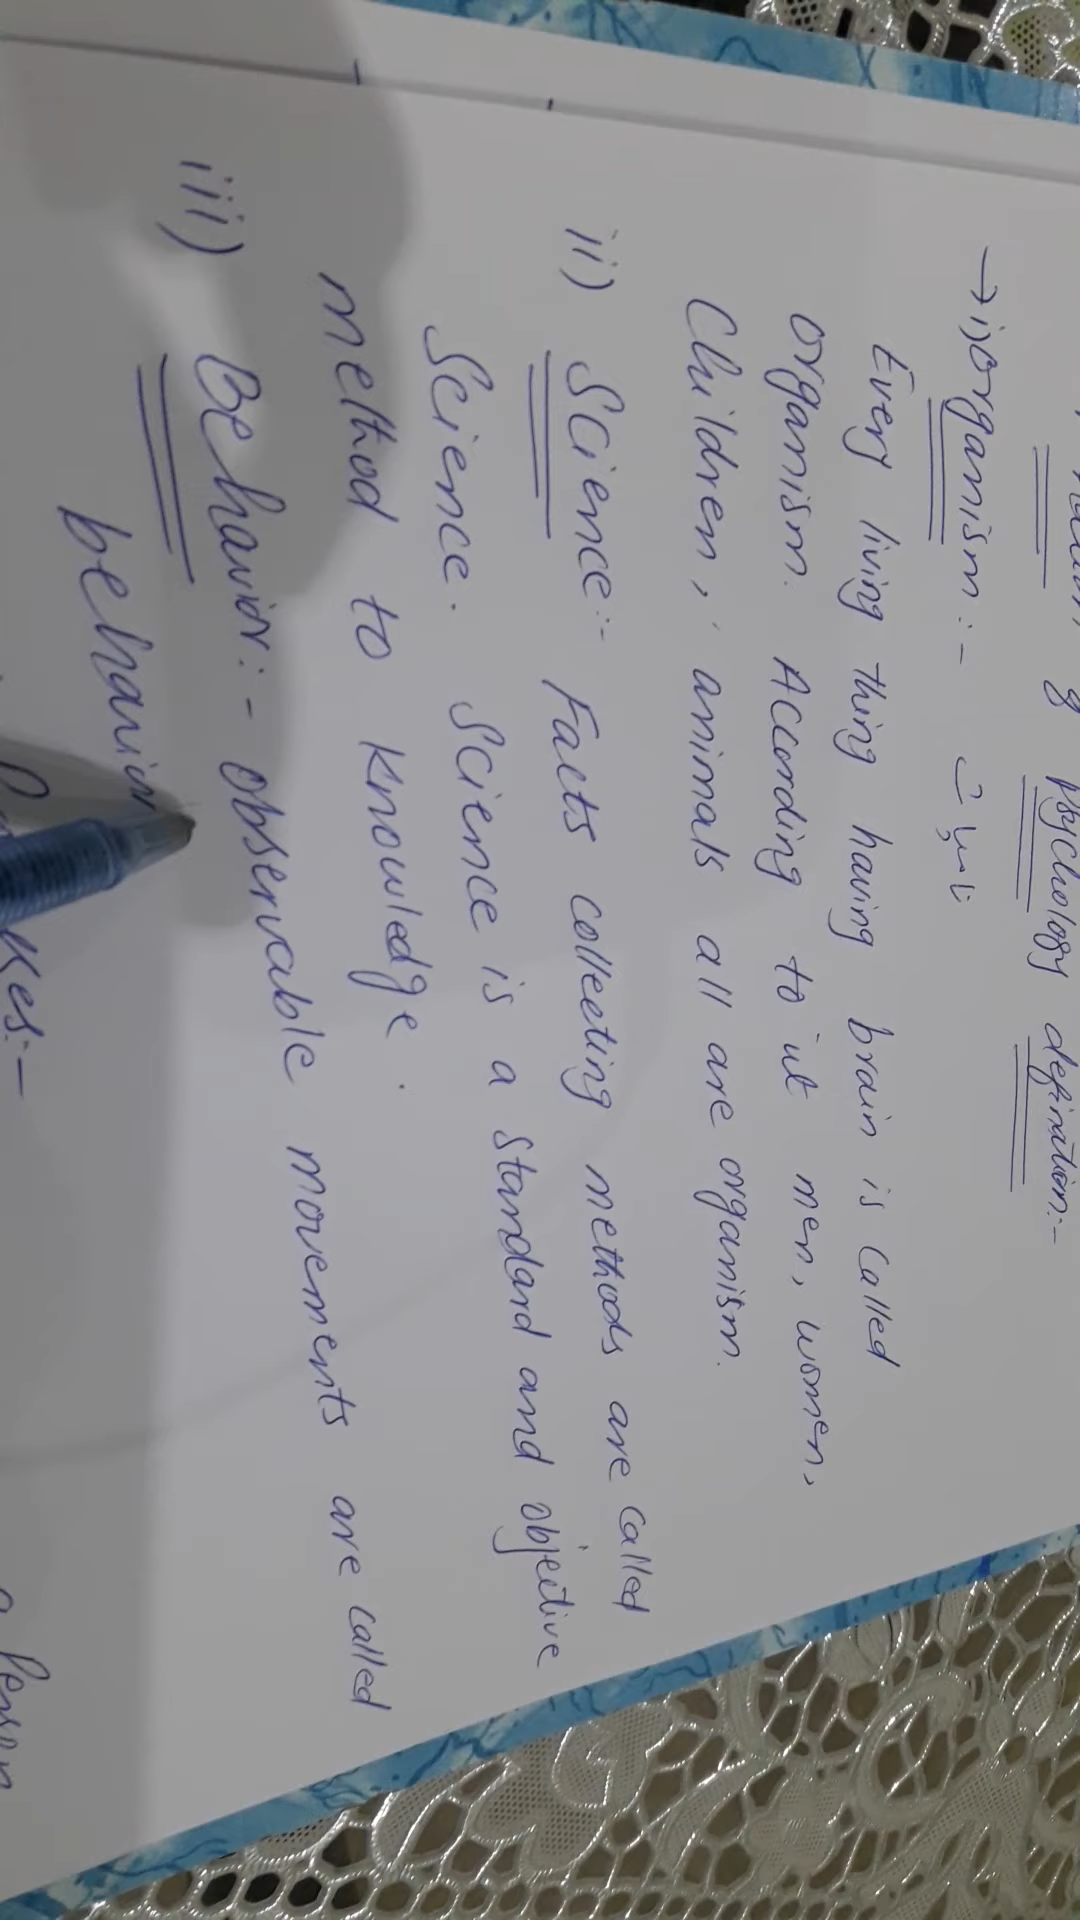 Psychology defination:-
→ i) Organism:-
Every living thing having brain is called
organism. According to it men, women,
Children, animals all are organism.
ii) Science:- Facts collecting methods are called
Science. Science is a standard and objective
method to knowledge.
iii) Behavior:- observable movements are called
behavior
Person